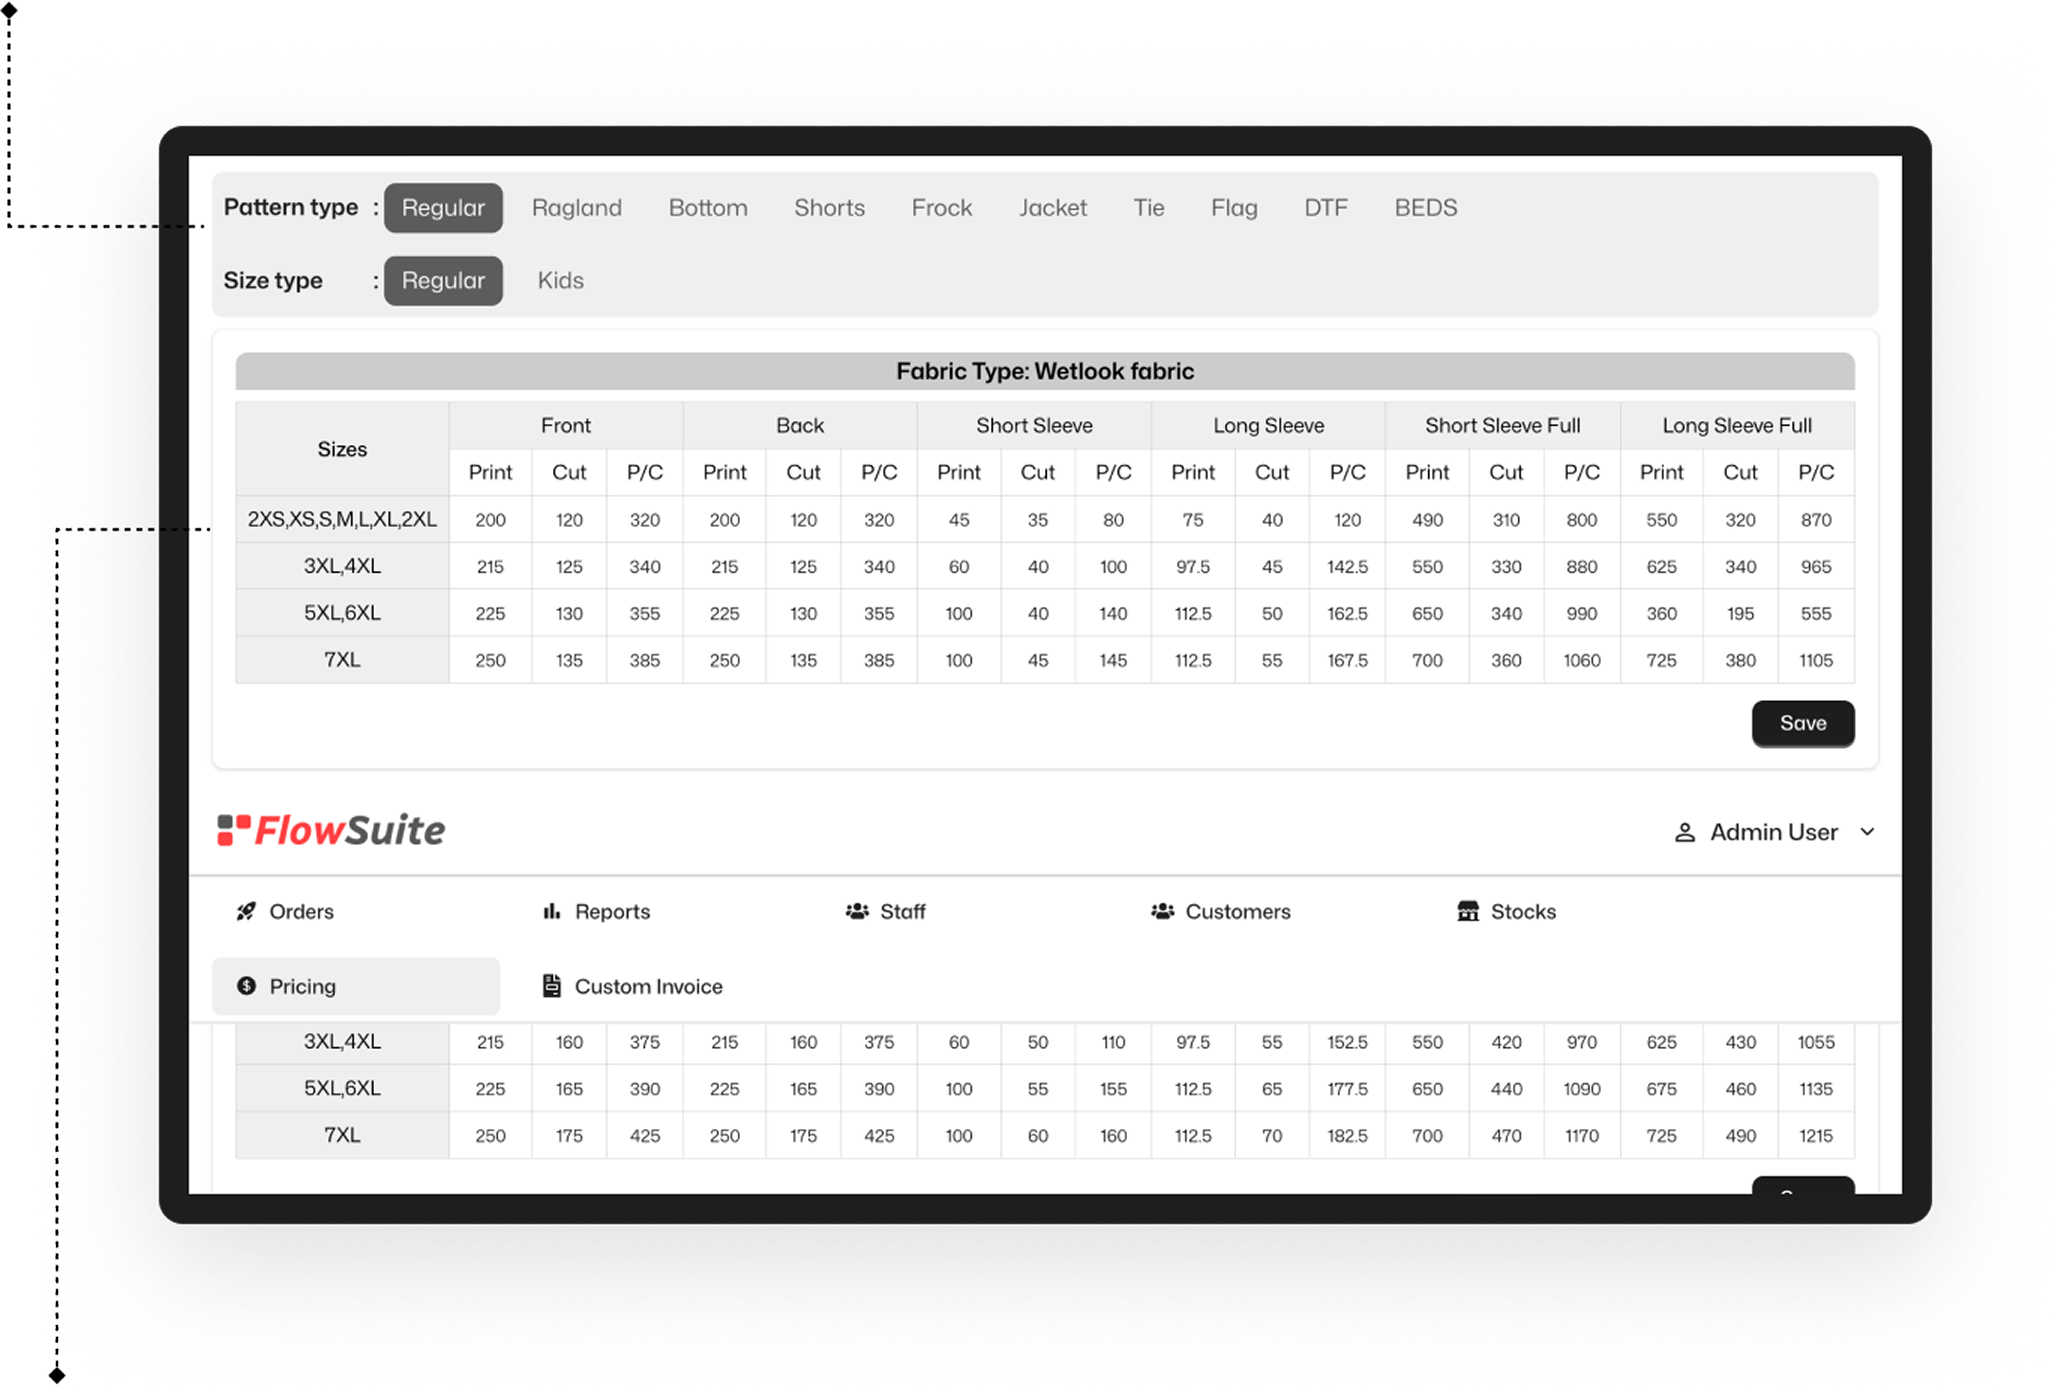 Pattern type : Regular Ragland Bottom Shorts Frock Jacket Tie Flag DTF BEDS
Size type : Regular Kids
Fabric Type: Wetlook fabric
Sizes Front Back Short Sleeve Long Sleeve Short Sleeve Full Long Sleeve Full
Print Cut P/C Print Cut P/C Print Cut P/C Print Cut P/C Print Cut P/C Print Cut P/C
2XS,XS,S,M,L,XL,2XL 200 120 320 200 120 320 45 35 80 75 40 120 490 310 800 550 320 870
3XL,4XL 215 125 340 215 125 340 60 40 100 97.5 45 142.5 550 330 880 625 340 965
5XL,6XL 225 130 355 225 130 355 100 40 140 112.5 50 162.5 650 340 990 360 195 555
7XL 250 135 385 250 135 385 100 45 145 112.5 55 167.5 700 360 1060 725 380 1105
Save
FlowSuite Admin User
Orders Reports Staff Customers Stocks
Pricing Custom Invoice
3XL,4XL 215 160 375 215 160 375 60 50 110 97.5 55 152.5 550 420 970 625 430 1055
5XL,6XL 225 165 390 225 165 390 100 55 155 112.5 65 177.5 650 440 1090 675 460 1135
7XL 250 175 425 250 175 425 100 60 160 112.5 70 182.5 700 470 1170 725 490 1215